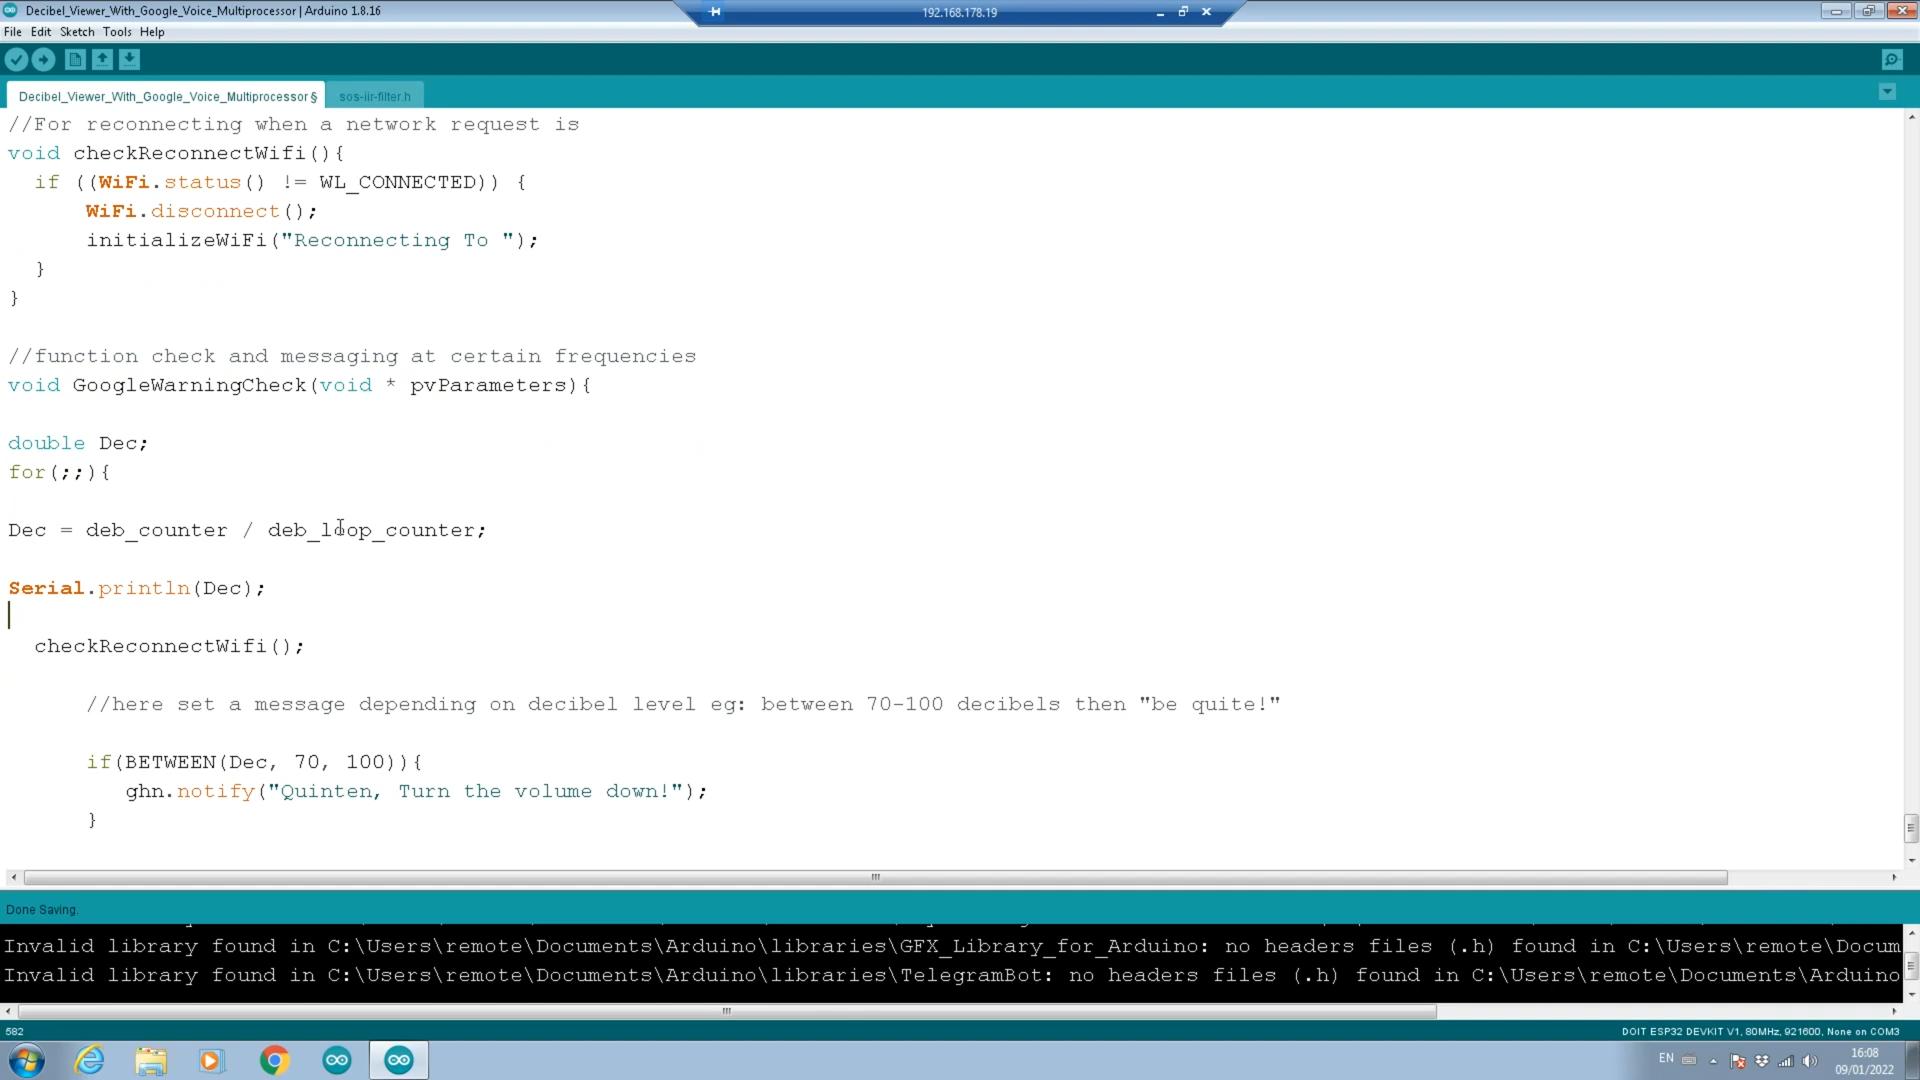 Decibel_Viewer_With_Google_Voice_Multiprocessor | Arduino 1.8.16
192.168.178.19
File Edit Sketch Tools Help
Decibel_Viewer_With_Google_Voice_Multiprocessor §
sos-iir-filter.h
//For reconnecting when a network request is
void checkReconnectWifi(){
if ((WiFi.status() != WL_CONNECTED)) {
WiFi.disconnect();
initializeWiFi("Reconnecting To ");
}
}
//function check and messaging at certain frequencies
void GoogleWarningCheck(void * pvParameters){
double Dec;
for(;;){
Dec = deb_counter / deb_loop_counter;
Serial.println(Dec);
checkReconnectWifi();
//here set a message depending on decibel level eg: between 70-100 decibels then "be quite!"
if(BETWEEN(Dec, 70, 100)){
ghn.notify("Quinten, Turn the volume down!");
}
Done Saving.
Invalid library found in C:\Users\remote\Documents\Arduino\libraries\GFX_Library_for_Arduino: no headers files (.h) found in C:\Users\remote\Docum
Invalid library found in C:\Users\remote\Documents\Arduino\libraries\TelegramBot: no headers files (.h) found in C:\Users\remote\Documents\Arduino
582
DOIT ESP32 DEVKIT V1, 80MHz, 921600, None on COM3
EN
16:08
09/01/2022